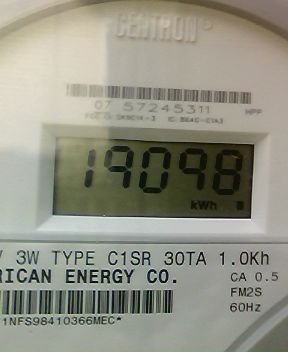 CENTRON
07 57245311
19098
kWh
V 3W TYPE C1SR 30TA 1.0Kh
RICAN ENERGY CO.
CA 0.5
FM2S
60Hz
1NFS98410366MEC*